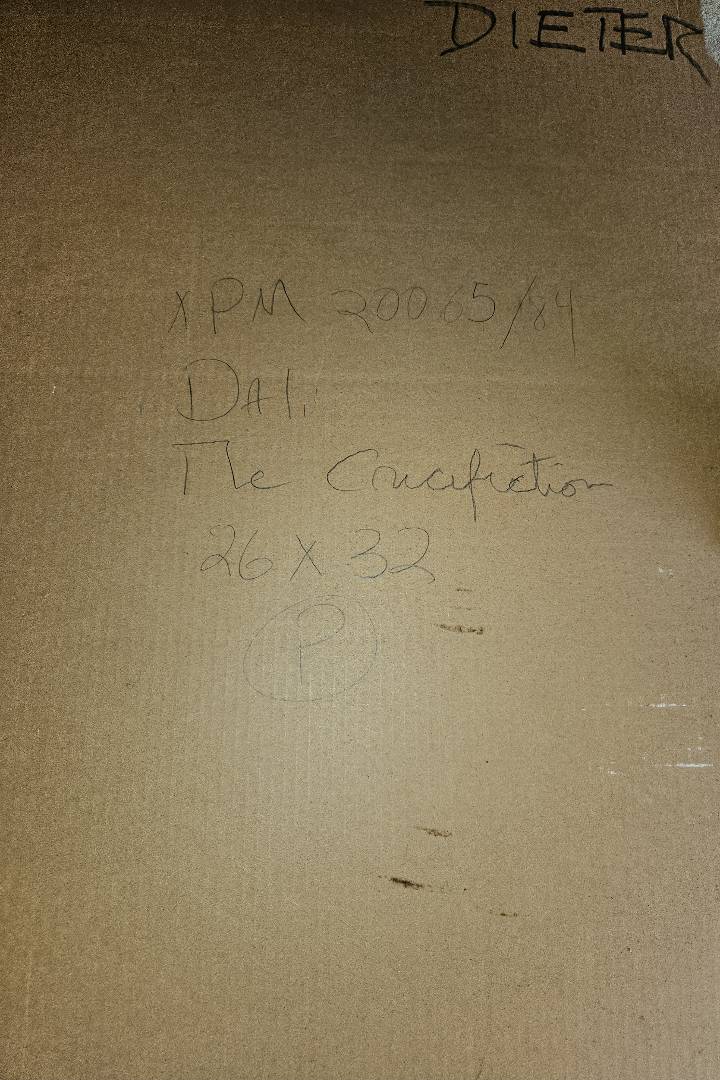 DIETER
XPM 20065/84
DALi
The Crucifiction
26 X 32
P